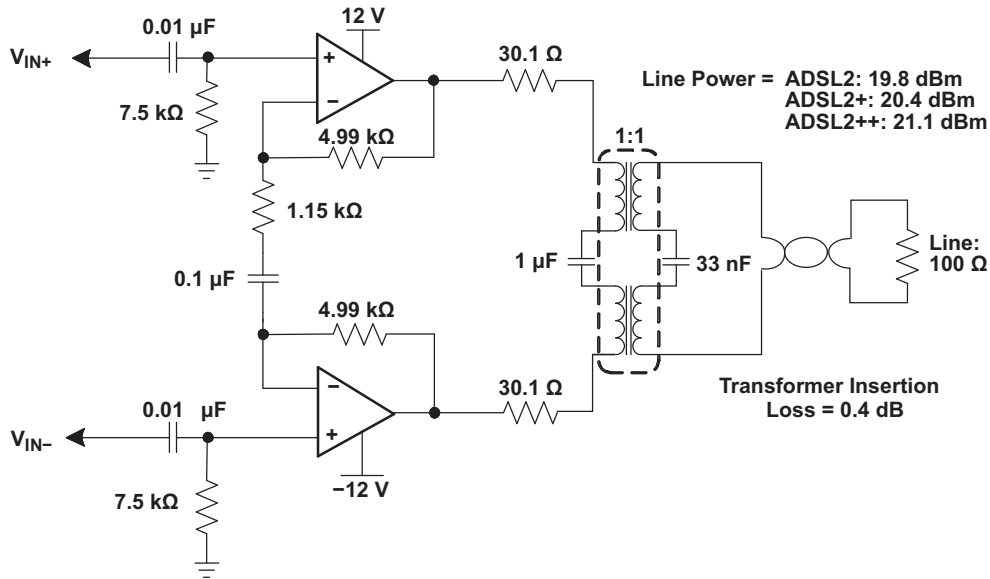 0.01 µF
12 V
VIN+
+
−
7.5 kΩ
4.99 kΩ
30.1 Ω
Line Power = ADSL2: 19.8 dBm
ADSL2+: 20.4 dBm
ADSL2++: 21.1 dBm
1:1
1.15 kΩ
0.1 µF
1 µF
33 nF
Line:
100 Ω
4.99 kΩ
30.1 Ω
Transformer Insertion
Loss = 0.4 dB
0.01 µF
VIN−
−
+
−12 V
7.5 kΩ